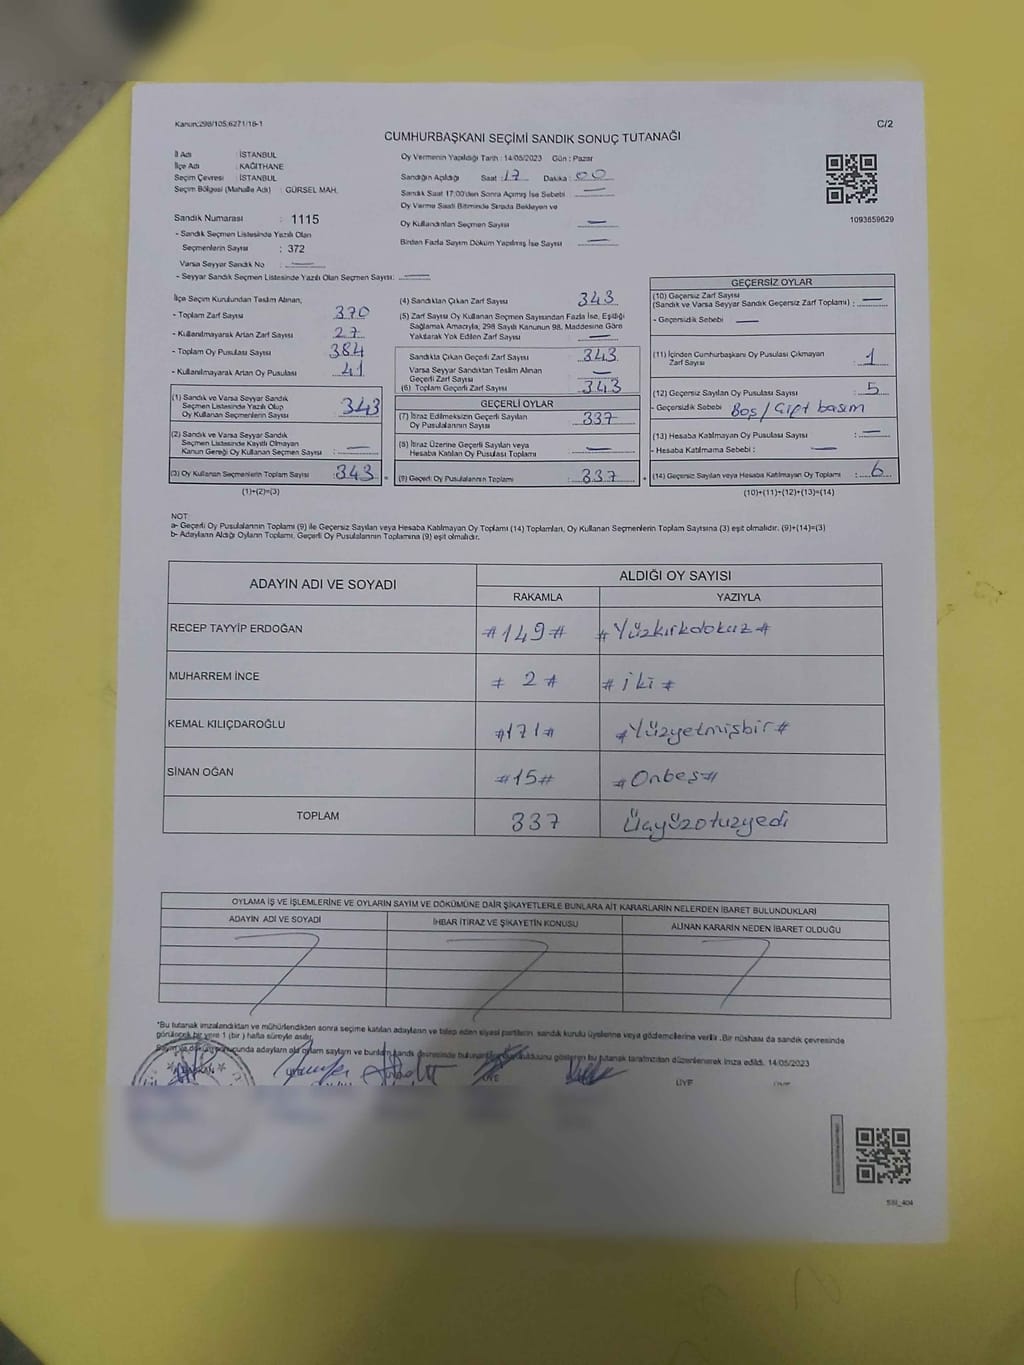 Kanun:298/105,6271/18-1
C/2
CUMHURBAŞKANI SEÇİMİ SANDIK SONUÇ TUTANAĞI
İl Adı : İSTANBUL
İlçe Adı : KAĞITHANE
Seçim Çevresi : İSTANBUL
Seçim Bölgesi (Mahalle Adı) : GÜRSEL MAH.
Sandık Numarası : 1115
- Sandık Seçmen Listesinde Yazılı Olan
Seçmenlerin Sayısı : 372
Varsa Seyyar Sandık No : —
- Seyyar Sandık Seçmen Listesinde Yazılı Olan Seçmen Sayısı: —
Oy Vermenin Yapıldığı Tarih : 14/05/2023 Gün : Pazar
Sandığın Açıldığı Saat : 17 Dakika : 00
Sandık Saat 17:00'den Sonra Açılmış İse Sebebi : —
Oy Verme Saati Bitiminde Sırada Bekleyen ve
Oy Kullandırılan Seçmen Sayısı : —
Birden Fazla Sayım Döküm Yapılmış İse Sayısı : —
1093659629
İlçe Seçim Kurulundan Teslim Alınan;
- Toplam Zarf Sayısı : 370
- Kullanılmayarak Artan Zarf Sayısı : 27
- Toplam Oy Pusulası Sayısı : 384
- Kullanılmayarak Artan Oy Pusulası : 41
(1) Sandık ve Varsa Seyyar Sandık
Seçmen Listesinde Yazılı Olup
Oy Kullanan Seçmenlerin Sayısı : 343
(2) Sandık ve Varsa Seyyar Sandık
Seçmen Listesinde Kayıtlı Olmayan
Kanun Gereği Oy Kullanan Seçmen Sayısı : —
(3) Oy Kullanan Seçmenlerin Toplam Sayısı : 343
(1)+(2)=(3)
(4) Sandıktan Çıkan Zarf Sayısı : 343
(5) Zarf Sayısı Oy Kullanan Seçmen Sayısından Fazla İse, Eşitliği
Sağlamak Amacıyla, 298 Sayılı Kanunun 98. Maddesine Göre
Yakılarak Yok Edilen Zarf Sayısı : —
Sandıkta Çıkan Geçerli Zarf Sayısı : 343
Varsa Seyyar Sandıktan Teslim Alınan
Geçerli Zarf Sayısı : —
(6) Toplam Geçerli Zarf Sayısı : 343
GEÇERLİ OYLAR
(7) İtiraz Edilmeksizin Geçerli Sayılan
Oy Pusulalarının Sayısı : 337
(8) İtiraz Üzerine Geçerli Sayılan veya
Hesaba Katılan Oy Pusulası Toplamı : —
(9) Geçerli Oy Pusulalarının Toplamı : 337
GEÇERSİZ OYLAR
(10) Geçersiz Zarf Sayısı
(Sandık ve Varsa Seyyar Sandık Geçersiz Zarf Toplamı) : —
- Geçersizlik Sebebi : —
(11) İçinden Cumhurbaşkanı Oy Pusulası Çıkmayan
Zarf Sayısı : 1
(12) Geçersiz Sayılan Oy Pusulası Sayısı : 5
- Geçersizlik Sebebi : Boş / Çift basım
(13) Hesaba Katılmayan Oy Pusulası Sayısı : —
- Hesaba Katılmama Sebebi : —
(14) Geçersiz Sayılan veya Hesaba Katılmayan Oy Toplamı : 6
(10)+(11)+(12)+(13)=(14)
NOT:
a- Geçerli Oy Pusulalarının Toplamı (9) ile Geçersiz Sayılan veya Hesaba Katılmayan Oy Toplamı (14) Toplamları, Oy Kullanan Seçmenlerin Toplam Sayısına (3) eşit olmalıdır. (9)+(14)=(3)
b- Adayların Aldığı Oyların Toplamı, Geçerli Oy Pusulalarının Toplamına (9) eşit olmalıdır.
ADAYIN ADI VE SOYADI
ALDIĞI OY SAYISI
RAKAMLA YAZIYLA
RECEP TAYYİP ERDOĞAN #149# #Yüzkırkdokuz#
MUHARREM İNCE # 2 # # iki #
KEMAL KILIÇDAROĞLU #171# #Yüzyetmişbir#
SİNAN OĞAN #15# #Onbeş#
TOPLAM 337 Üçyüzotuzyedi
OYLAMA İŞ VE İŞLEMLERİNE VE OYLARIN SAYIM VE DÖKÜMÜNE DAİR ŞİKAYETLERLE BUNLARA AİT KARARLARIN NELERDEN İBARET BULUNDUKLARI
ADAYIN ADI VE SOYADI İHBAR İTİRAZ VE ŞİKAYETİN KONUSU ALINAN KARARIN NEDEN İBARET OLDUĞU
*Bu tutanak imzalandıktan ve mühürlendikten sonra seçime katılan adayların ve talep eden siyasi partilerin, sandık kurulu üyelerine veya gözlemcilerine verilir. Bir nüshası da sandık çevresinde
görülecek bir yere 1 (bir ) hafta süreyle asılır.
gösteren bu tutanak tarafımızdan düzenlenerek imza edildi. 14/05/2023
ÜYE
ÜYE